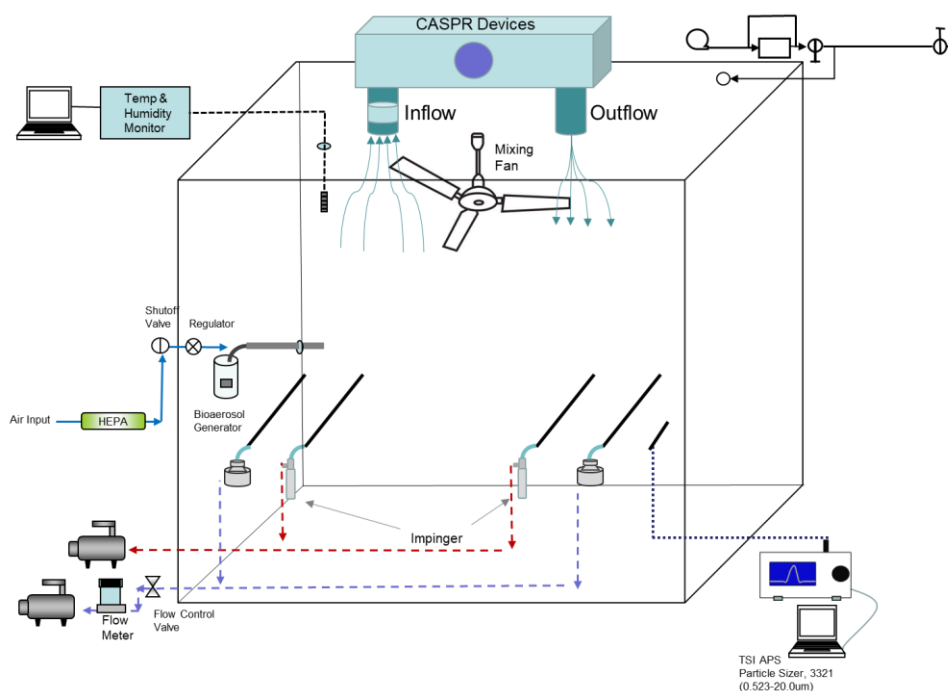 CASPR Devices
Temp &
Humidity
Monitor
Inflow
Outflow
Mixing
Fan
Shutoff
Valve
Regulator
Air Input
HEPA
Bioaerosol
Generator
Impinger
Flow Control
Valve
Flow
Meter
TSI APS
Particle Sizer, 3321
(0.523-20.0um)